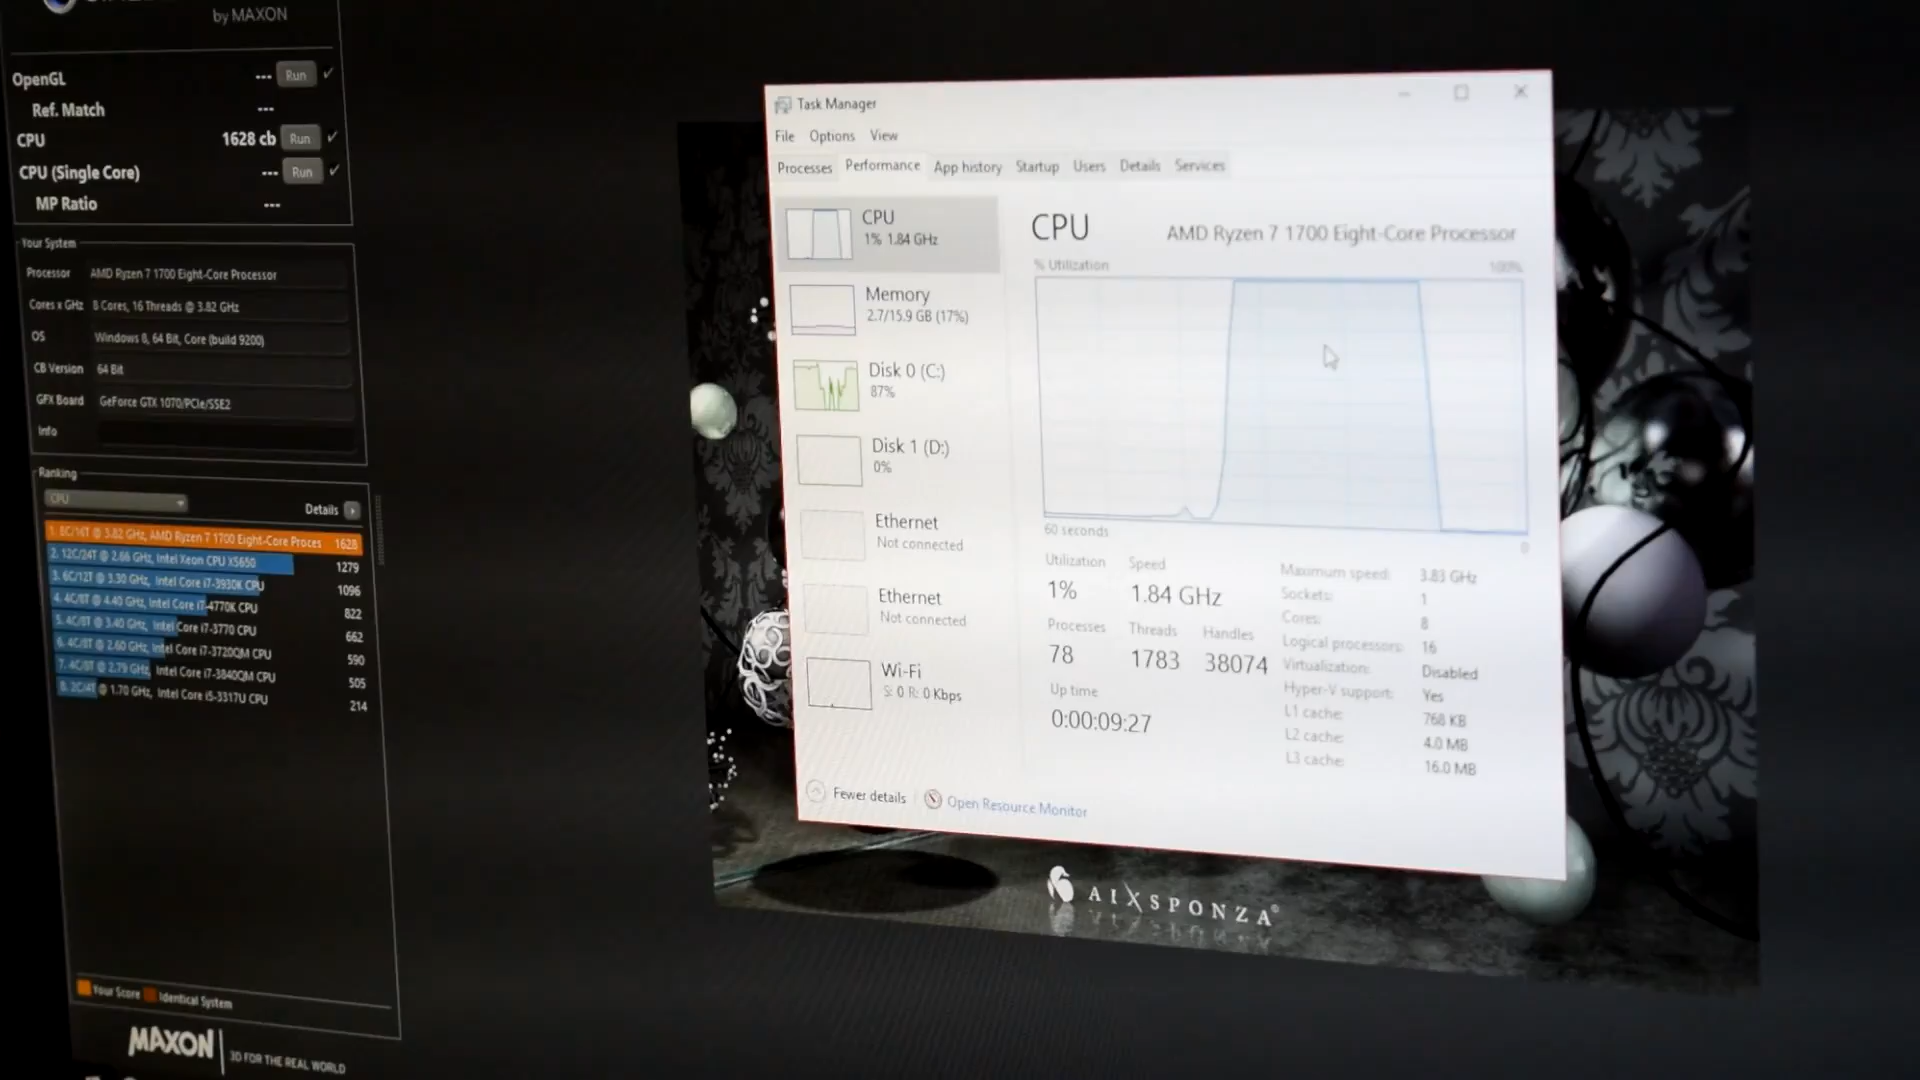 by MAXON
OpenGL --- Run
Ref. Match ---
CPU 1628 cb Run
CPU (Single Core) --- Run
MP Ratio ---
Your System
Processor AMD Ryzen 7 1700 Eight-Core Processor
Cores x GHz 8 Cores, 16 Threads @ 3.82 GHz
OS Windows 8, 64 Bit, Core (build 9200)
CB Version 64 Bit
GFX Board GeForce GTX 1070/PCIe/SSE2
Info
Ranking
CPU
Details
1. 8C/16T @ 3.82 GHz, AMD Ryzen 7 1700 Eight-Core Proces 1628
2. 12C/24T @ 2.66 GHz, Intel Xeon CPU X5650 1279
3. 6C/12T @ 3.30 GHz, Intel Core i7-3930K CPU 1096
4. 4C/8T @ 4.40 GHz, Intel Core i7-4770K CPU 822
5. 4C/8T @ 3.40 GHz, Intel Core i7-3770 CPU 662
6. 4C/8T @ 2.60 GHz, Intel Core i7-3720QM CPU 590
7. 4C/8T @ 2.79 GHz, Intel Core i7-3840QM CPU 505
8. 2C/4T @ 1.70 GHz, Intel Core i5-3317U CPU 214
Your Score Identical System
MAXON 3D FOR THE REAL WORLD
Task Manager
File Options View
Processes Performance App history Startup Users Details Services
CPU
1% 1.84 GHz
Memory
2.7/15.9 GB (17%)
Disk 0 (C:)
87%
Disk 1 (D:)
0%
Ethernet
Not connected
Ethernet
Not connected
Wi-Fi
S: 0 R: 0 Kbps
CPU AMD Ryzen 7 1700 Eight-Core Processor
% Utilization 100%
60 seconds 0
Utilization Speed
1% 1.84 GHz
Processes Threads Handles
78 1783 38074
Up time
0:00:09:27
Maximum speed: 3.83 GHz
Sockets: 1
Cores: 8
Logical processors: 16
Virtualization: Disabled
Hyper-V support: Yes
L1 cache: 768 KB
L2 cache: 4.0 MB
L3 cache: 16.0 MB
Fewer details Open Resource Monitor
AIXSPONZA®